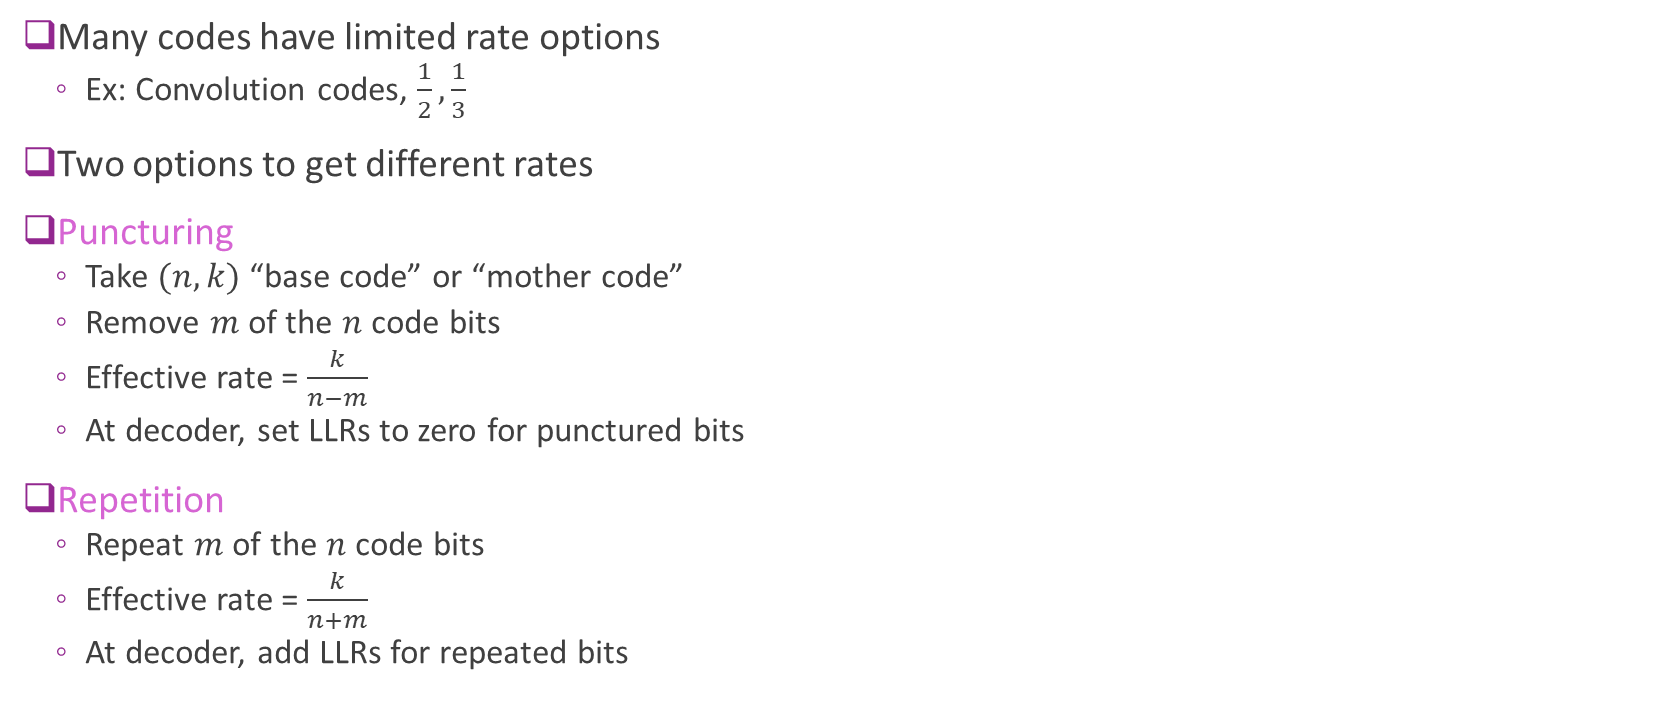 ❑Many codes have limited rate options
◦ Ex: Convolution codes, 1/2, 1/3
❑Two options to get different rates
❑Puncturing
◦ Take (n, k) “base code” or “mother code”
◦ Remove m of the n code bits
◦ Effective rate = k/(n−m)
◦ At decoder, set LLRs to zero for punctured bits
❑Repetition
◦ Repeat m of the n code bits
◦ Effective rate = k/(n+m)
◦ At decoder, add LLRs for repeated bits